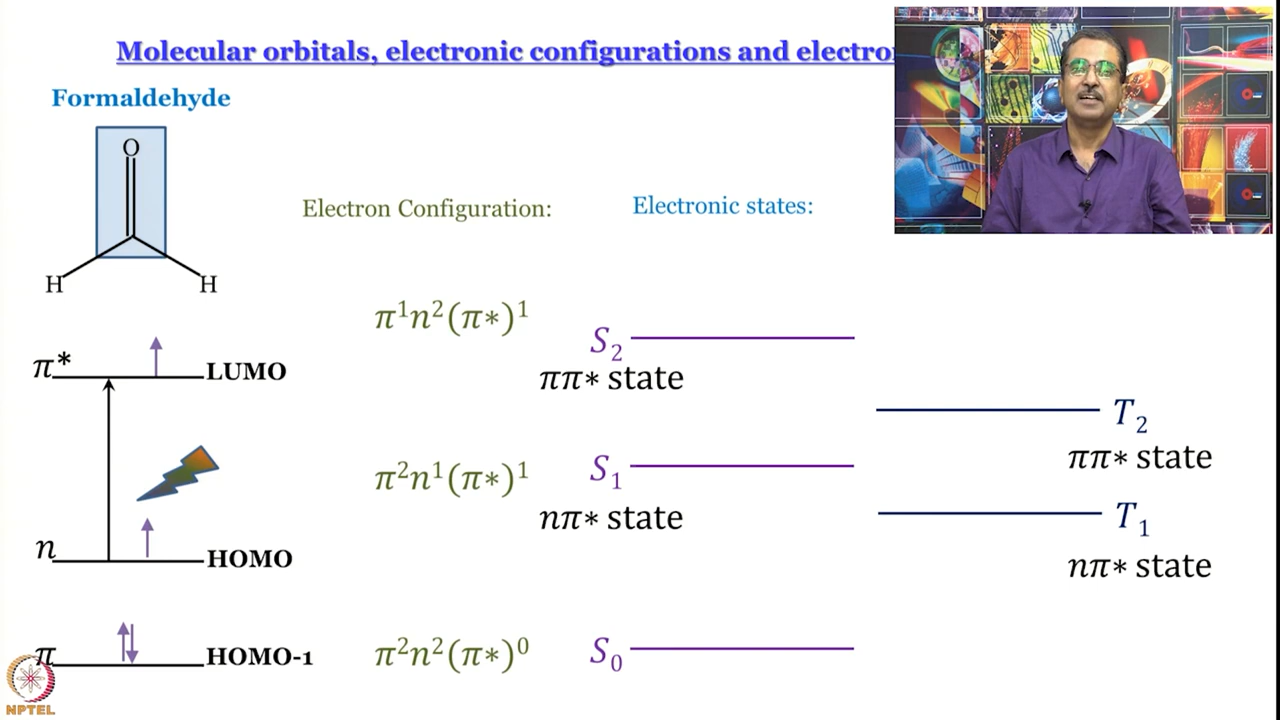 Molecular orbitals, electronic configurations and electro
Formaldehyde
O
H H
Electron Configuration:
Electronic states:
π¹n²(π*)¹
S₂
ππ* state
π*
LUMO
T₂
ππ* state
π²n¹(π*)¹
S₁
nπ* state
T₁
nπ* state
n
HOMO
π
HOMO-1
π²n²(π*)⁰
S₀
NPTEL